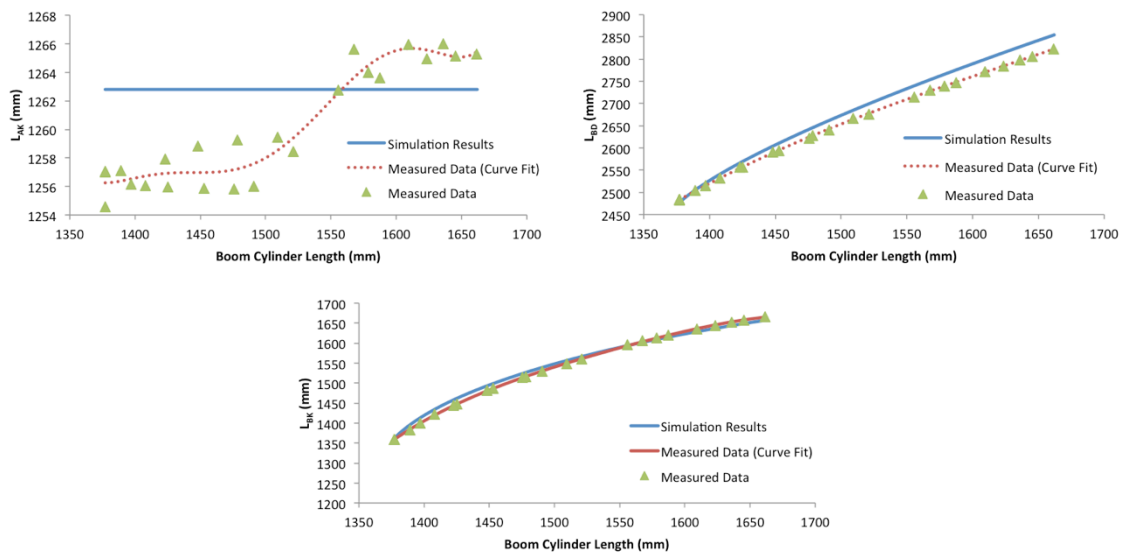 1268
1266
1264
1262
1260
1258
1256
1254
L_AK (mm)
Simulation Results
Measured Data (Curve Fit)
Measured Data
1350 1400 1450 1500 1550 1600 1650 1700
Boom Cylinder Length (mm)
2900
2850
2800
2750
2700
2650
2600
2550
2500
2450
L_BD (mm)
Simulation Results
Measured Data (Curve Fit)
Measured Data
1350 1400 1450 1500 1550 1600 1650 1700
Boom Cylinder Length (mm)
1700
1650
1600
1550
1500
1450
1400
1350
1300
1250
1200
L_BK (mm)
Simulation Results
Measured Data (Curve Fit)
Measured Data
1350 1400 1450 1500 1550 1600 1650 1700
Boom Cylinder Length (mm)